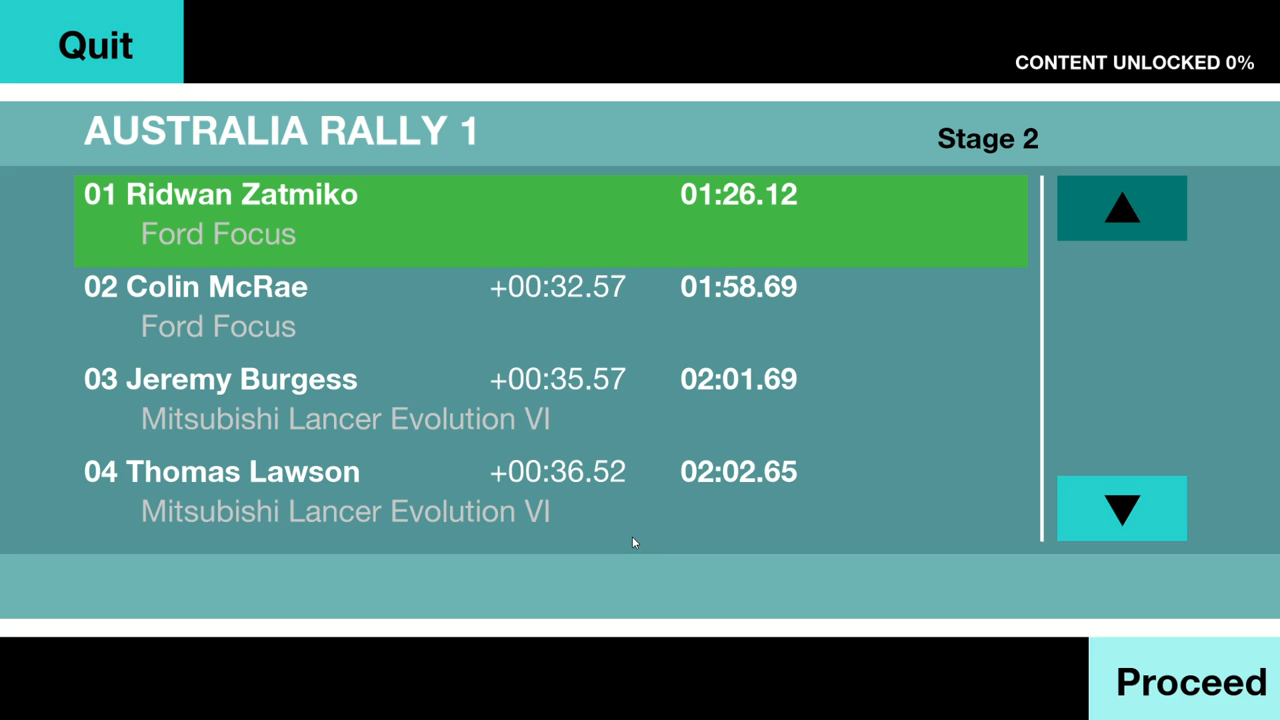 Quit
CONTENT UNLOCKED 0%
AUSTRALIA RALLY 1 Stage 2
01 Ridwan Zatmiko 01:26.12
Ford Focus
02 Colin McRae +00:32.57 01:58.69
Ford Focus
03 Jeremy Burgess +00:35.57 02:01.69
Mitsubishi Lancer Evolution VI
04 Thomas Lawson +00:36.52 02:02.65
Mitsubishi Lancer Evolution VI
Proceed